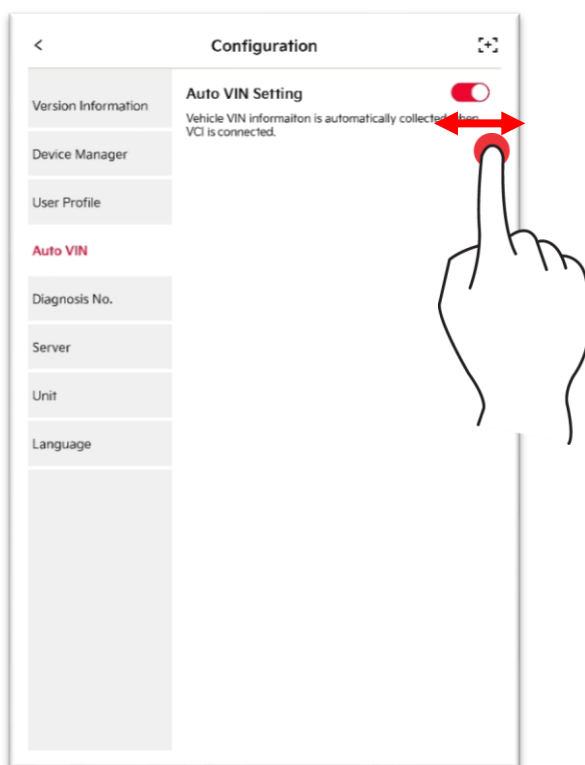 Configuration
Version Information
Device Manager
User Profile
Auto VIN
Diagnosis No.
Server
Unit
Language
Auto VIN Setting
Vehicle VIN informaiton is automatically collected
VCI is connected.